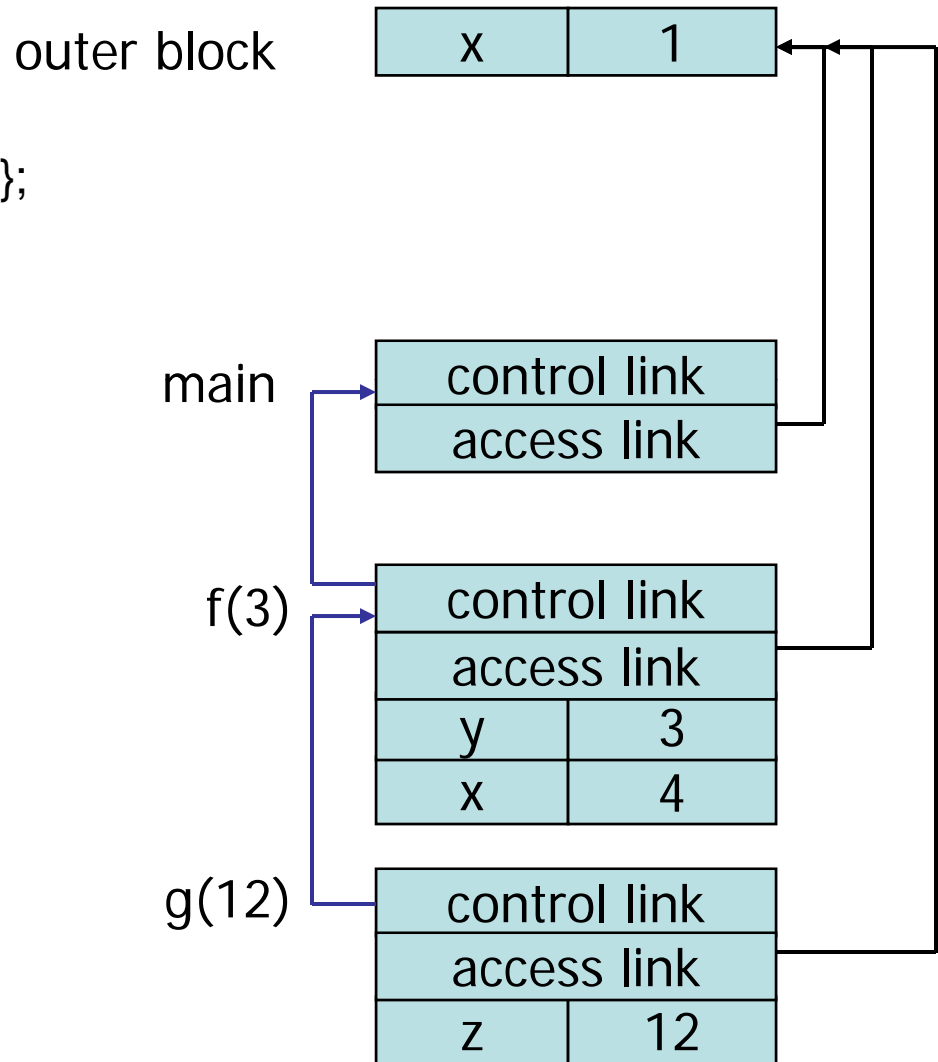 outer block x 1
};
main control link
access link
f(3) control link
access link
y 3
x 4
g(12) control link
access link
z 12